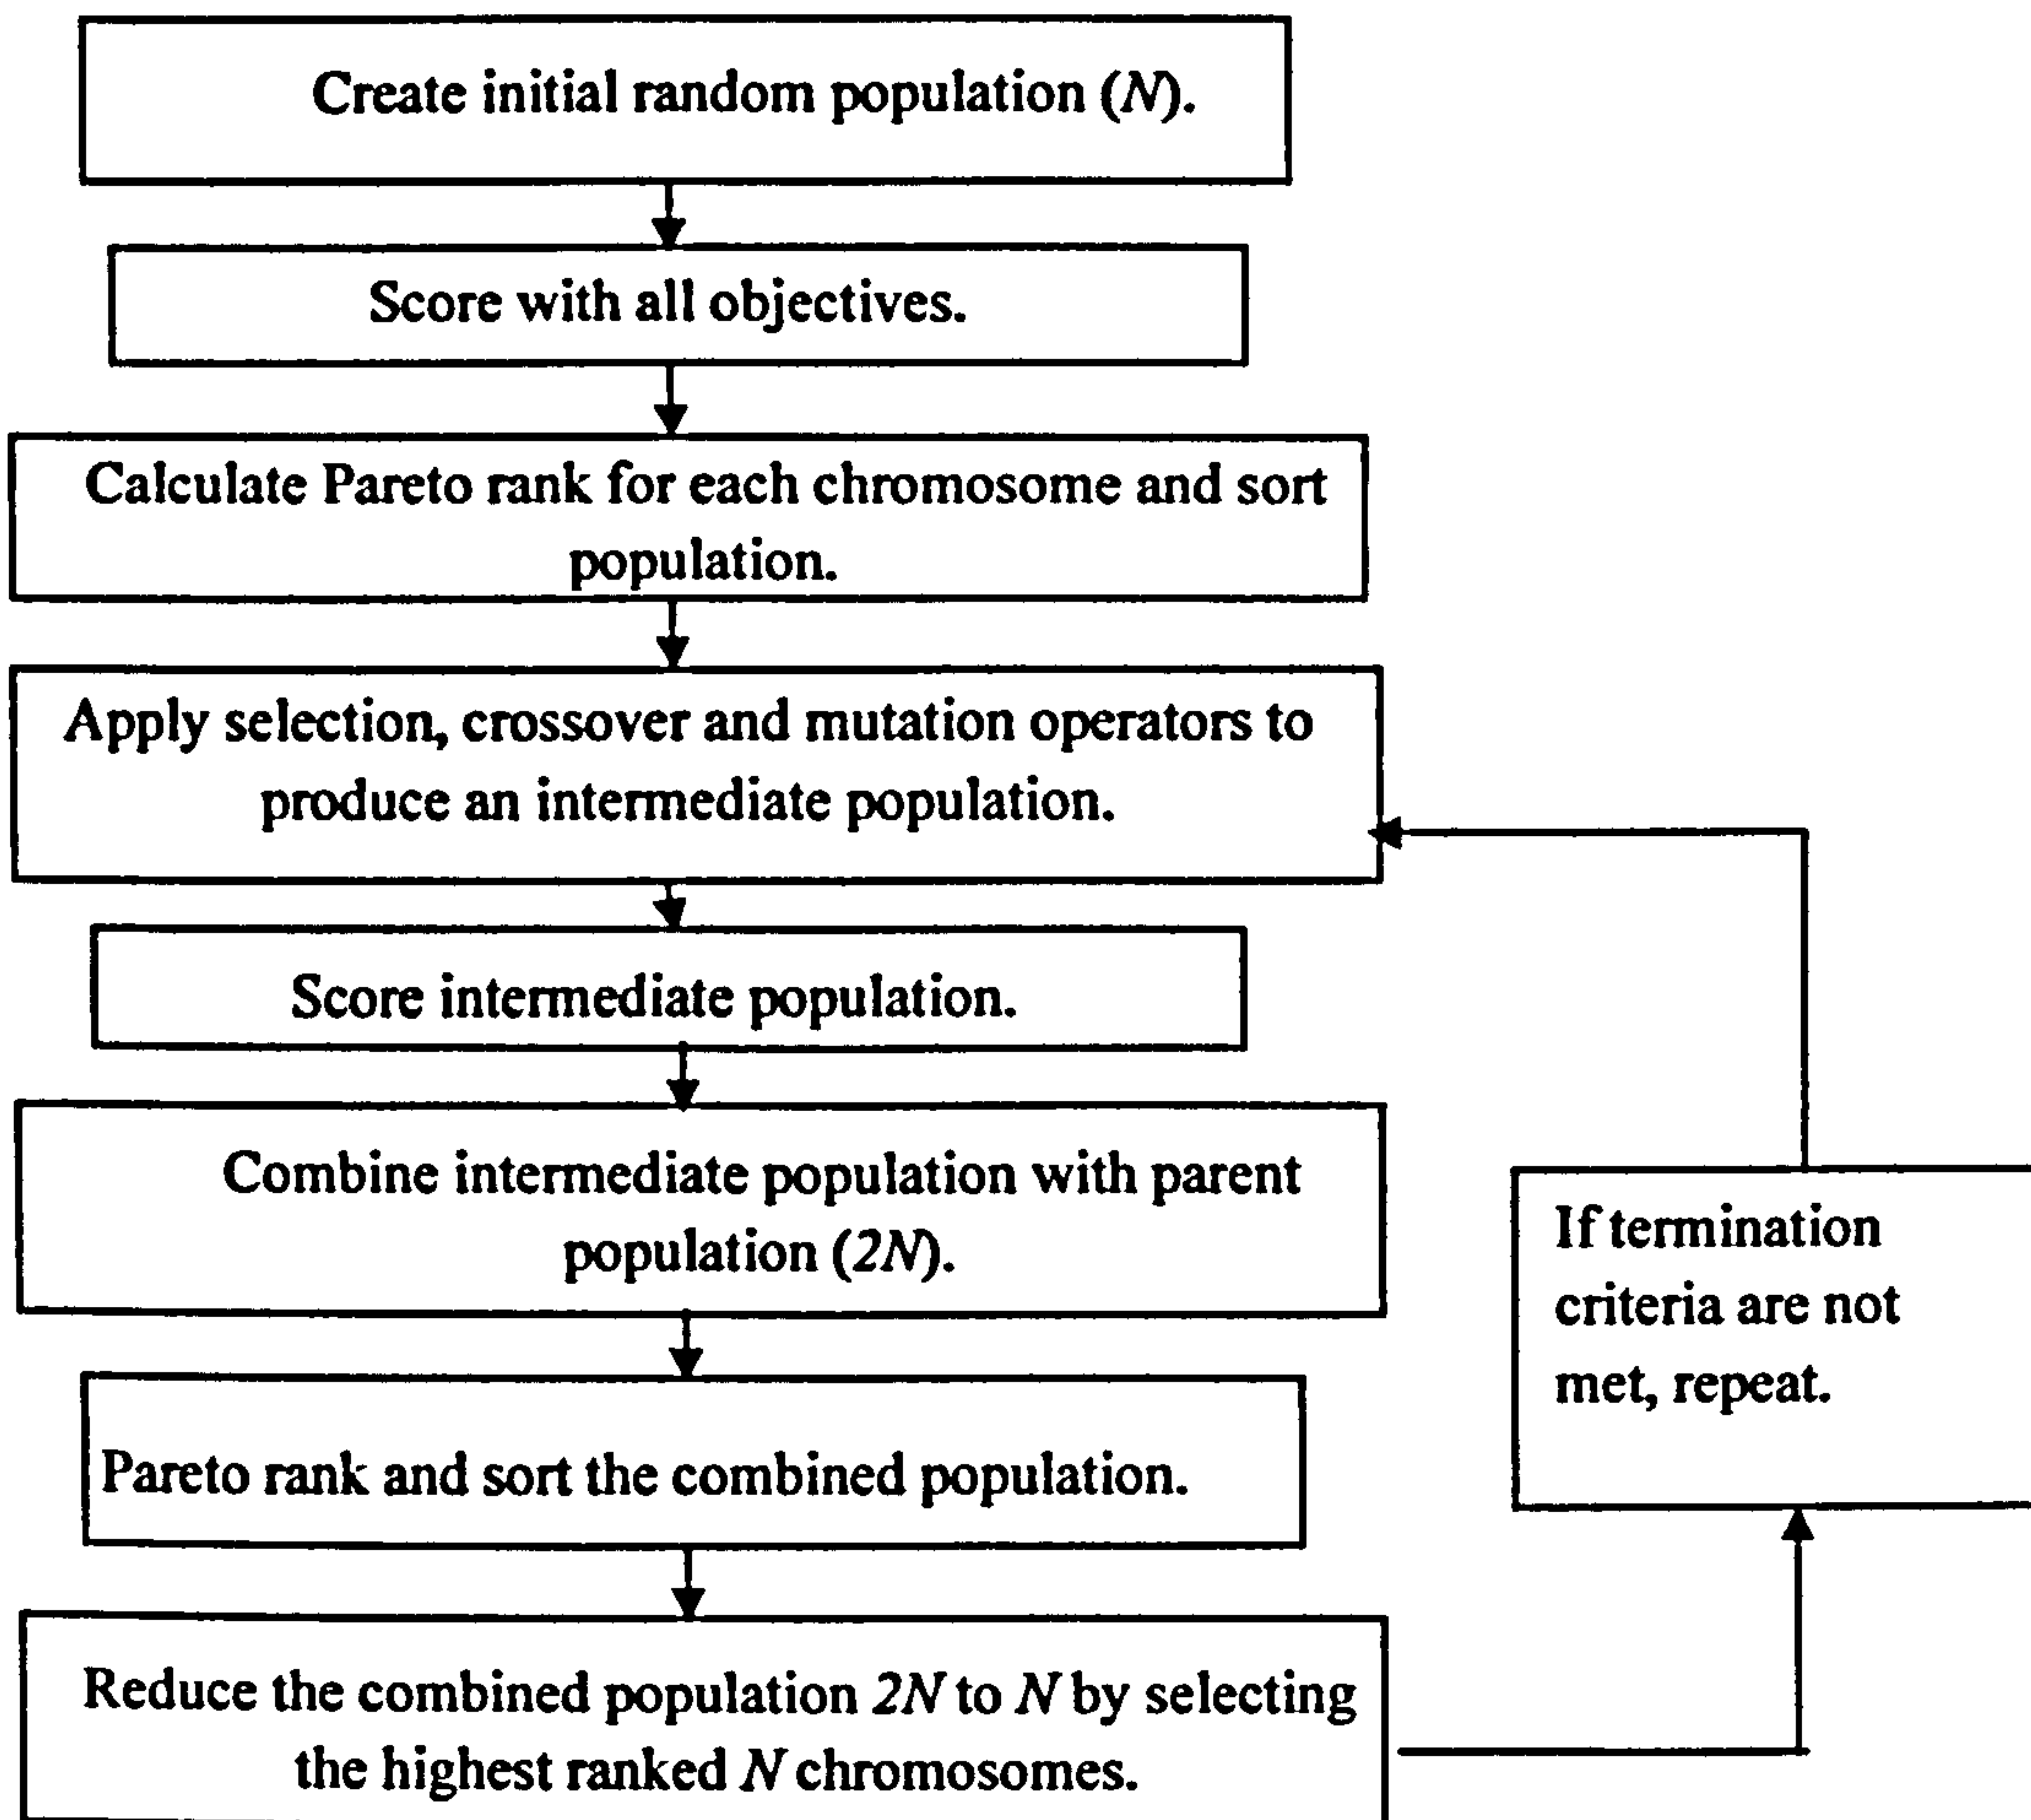 Create initial random population (N).
Score with all objectives.
Calculate Pareto rank for each chromosome and sort
population.
Apply selection, crossover and mutation operators to
produce an intermediate population.
Score intermediate population.
Combine intermediate population with parent
population (2N).
Pareto rank and sort the combined population.
Reduce the combined population 2N to N by selecting
the highest ranked N chromosomes.
If termination
criteria are not
met, repeat.